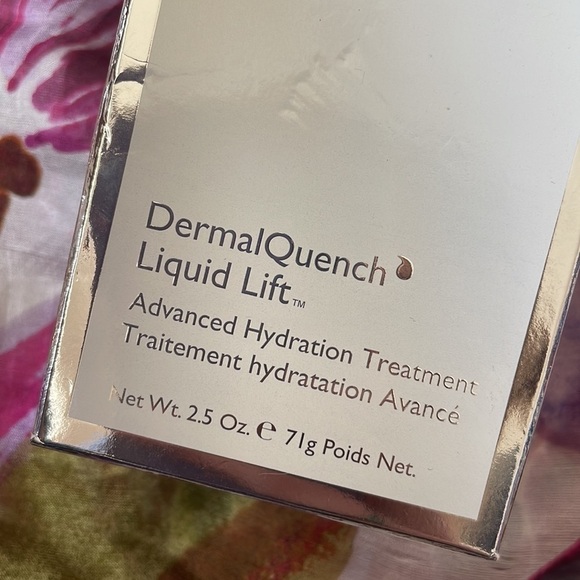 DermalQuench
Liquid Lift™
Advanced Hydration Treatment
Traitement hydratation Avancé
Net Wt. 2.5 Oz. ℮ 71g Poids Net.